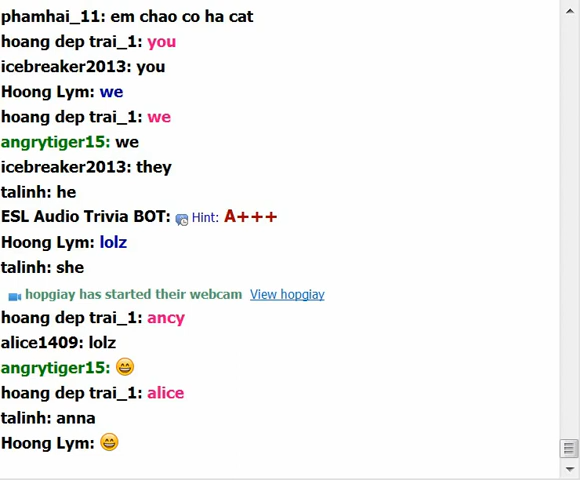 phamhai_11: em chao co ha cat
hoang dep trai_1: you
icebreaker2013: you
Hoong Lym: we
hoang dep trai_1: we
angrytiger15: we
icebreaker2013: they
talinh: he
ESL Audio Trivia BOT: Hint: A+++
Hoong Lym: lolz
talinh: she
hopgiay has started their webcam View hopgiay
hoang dep trai_1: ancy
alice1409: lolz
angrytiger15: 😄
hoang dep trai_1: alice
talinh: anna
Hoong Lym: 😄